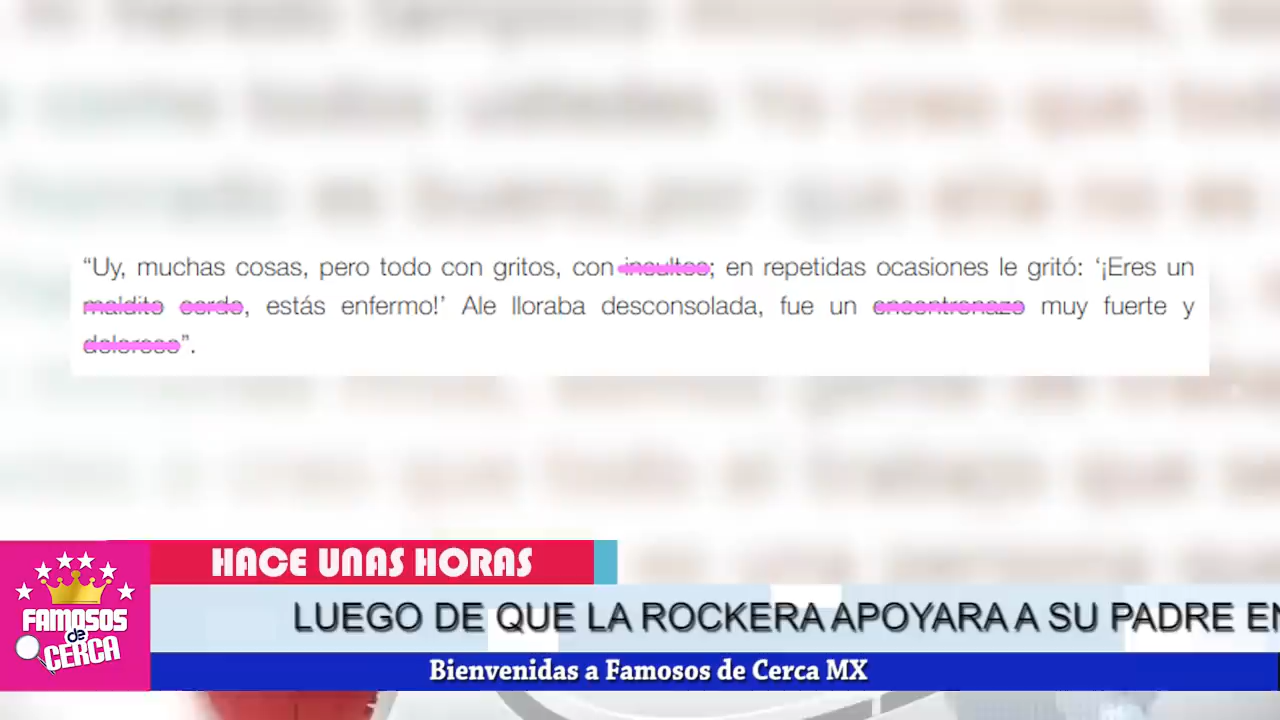 “Uy, muchas cosas, pero todo con gritos, con insultos; en repetidas ocasiones le gritó: ‘¡Eres un
maldito cerdo, estás enfermo!’ Ale lloraba desconsolada, fue un encontronazo muy fuerte y
doloroso”.
HACE UNAS HORAS
LUEGO DE QUE LA ROCKERA APOYARA A SU PADRE EN
Bienvenidas a Famosos de Cerca MX
FAMOSOS
de
CERCA